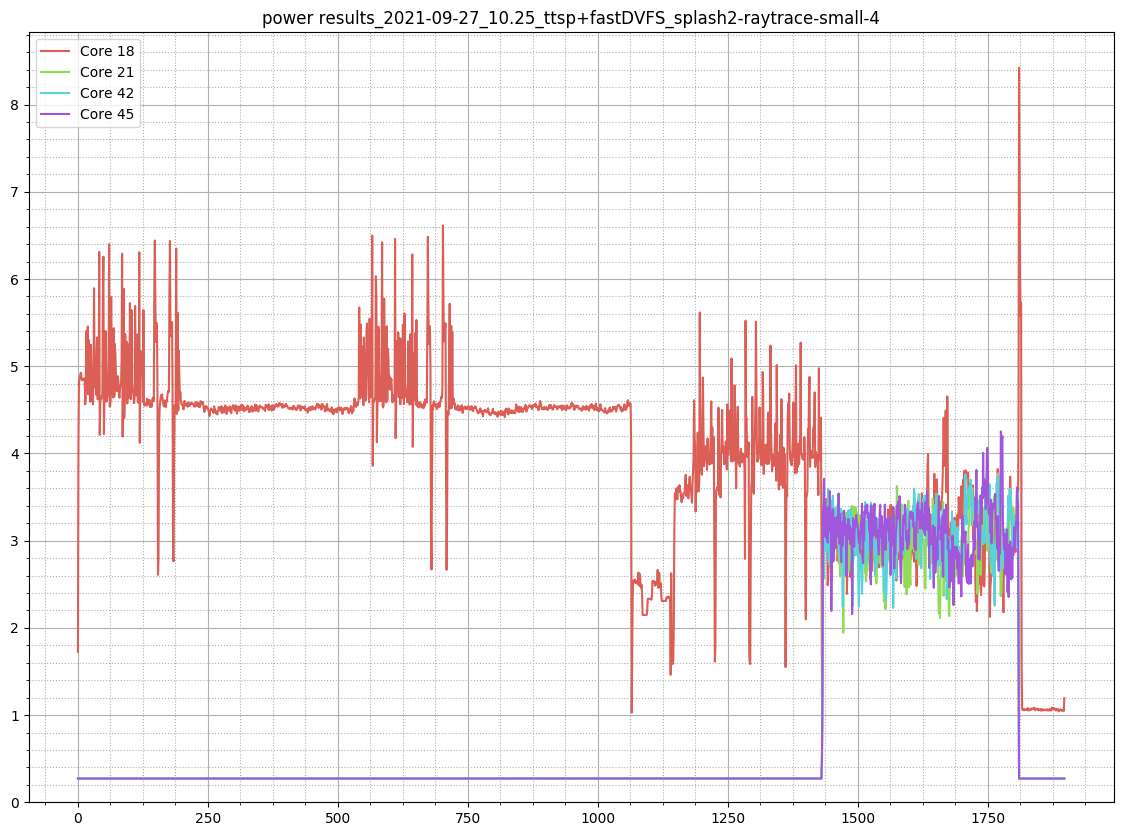 power results_2021-09-27_10.25_ttsp+fastDVFS_splash2-raytrace-small-4
Core 18
Core 21
Core 42
Core 45
8
7
6
5
4
3
2
1
0
0 250 500 750 1000 1250 1500 1750